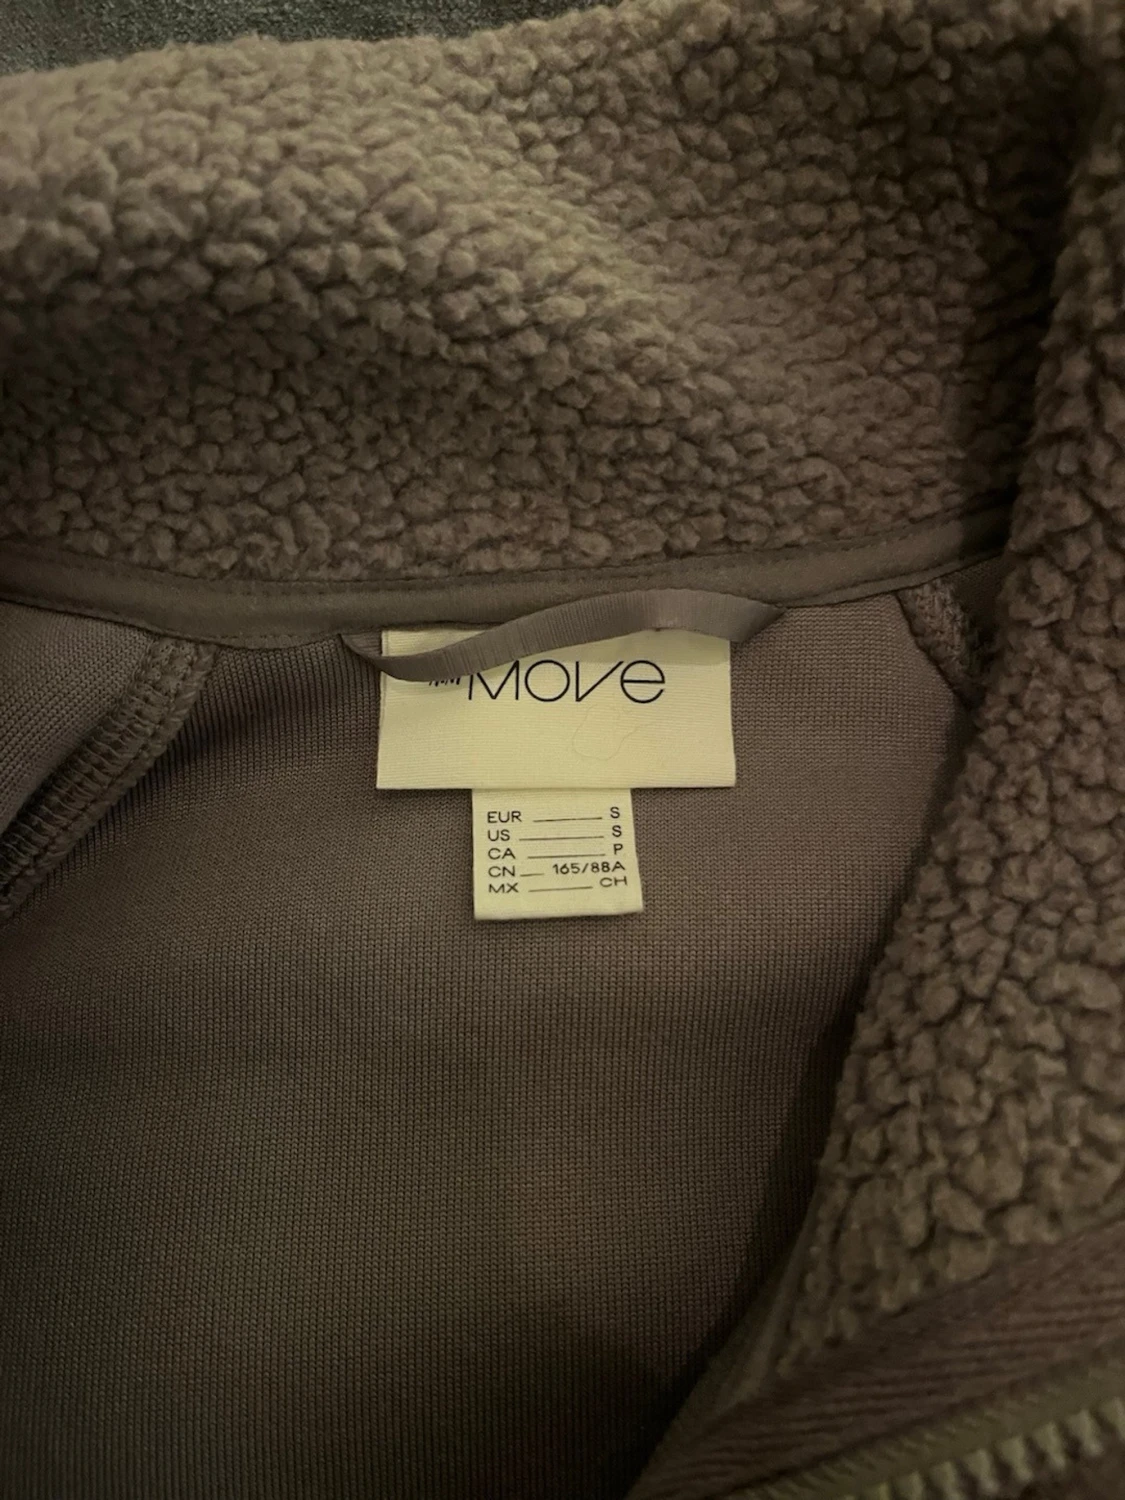 MOVE
EUR S
US S
CA P
CN 165/88A
MX CH